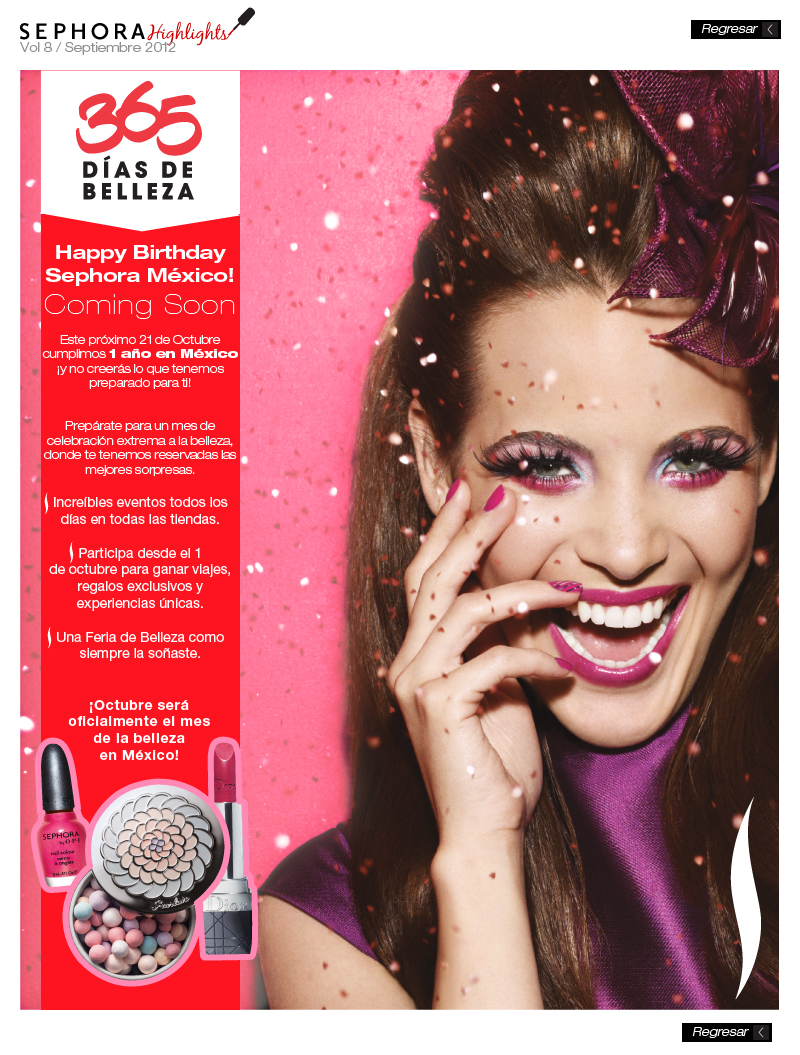 SEPHORA Highlights
Vol 8 / Septiembre 2012
Regresar
365
DÍAS DE
BELLEZA
Happy Birthday
Sephora México!
Coming Soon
Este próximo 21 de Octubre
cumplimos 1 año en México
¡y no creerás lo que tenemos
preparado para ti!
Prepárate para un mes de
celebración extrema a la belleza,
donde te tenemos reservadas las
mejores sorpresas.
Increíbles eventos todos los
días en todas las tiendas.
Participa desde el 1
de octubre para ganar viajes,
regalos exclusivos y
experiencias únicas.
Una Feria de Belleza como
siempre la soñaste.
¡Octubre será
oficialmente el mes
de la belleza
en México!
SEPHORA
by O·P·I
nail colour
vernis
à ongles
Dior
Guerlain
Dior
Regresar